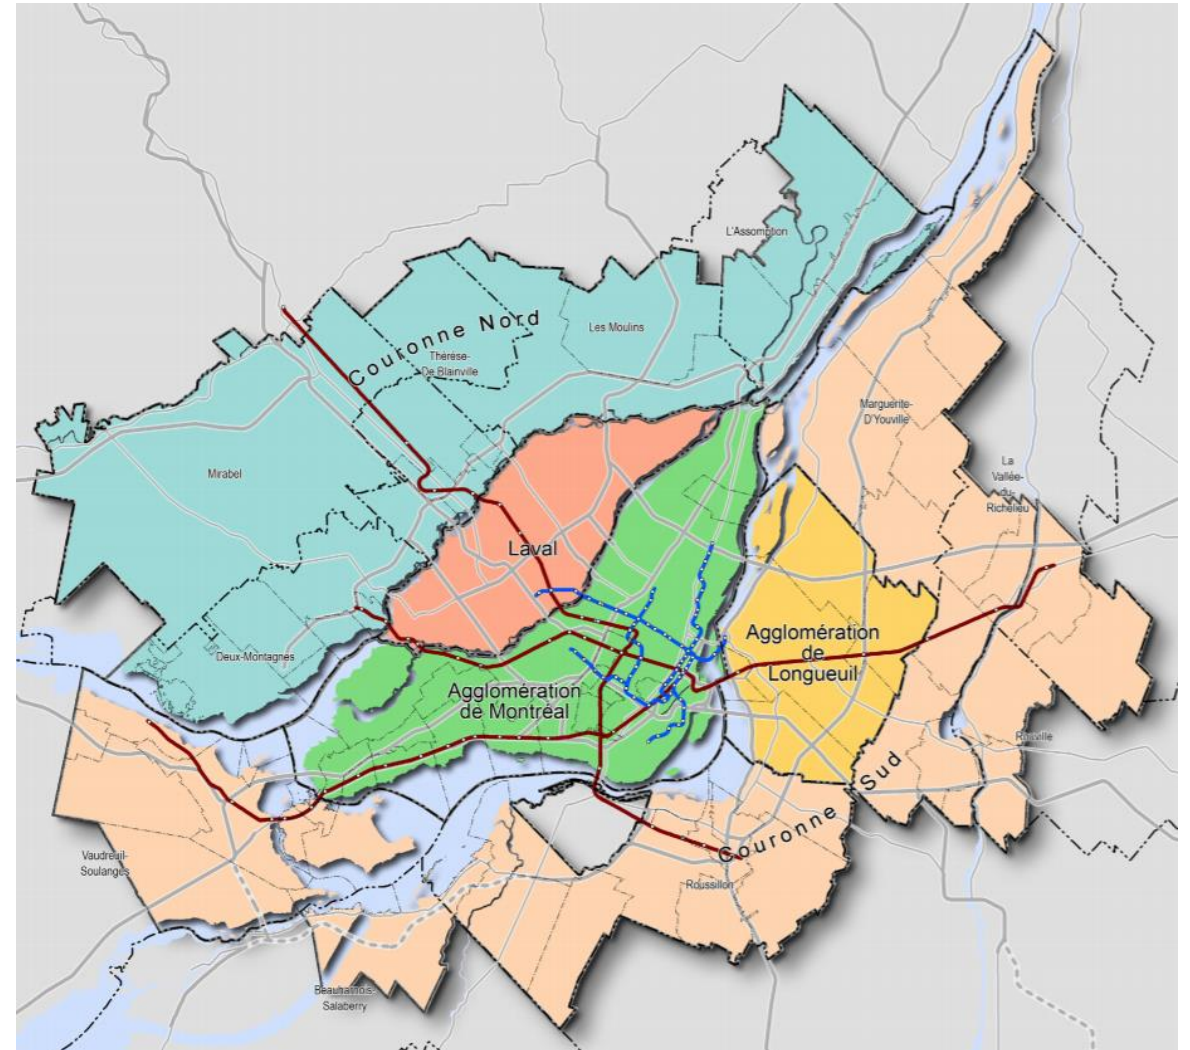 L'Assomption
Couronne Nord
Les Moulins
Thérèse-
De Blainville
Marguerite-
D'Youville
Mirabel
La
Vallée-
du-
Richelieu
Laval
Deux-Montagnes
Agglomération
de
Longueuil
Agglomération
de Montréal
Rouville
Couronne Sud
Vaudreuil-
Soulanges
Roussillon
Beauharnois-
Salaberry